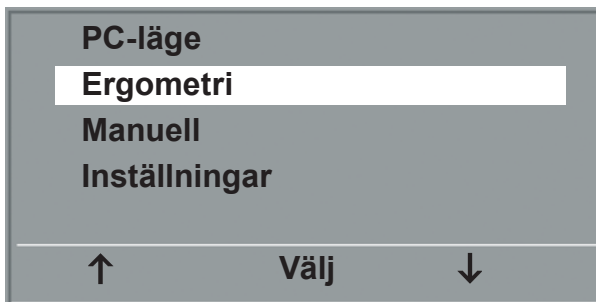 PC-läge
Ergometri
Manuell
Inställningar
↑ Välj ↓